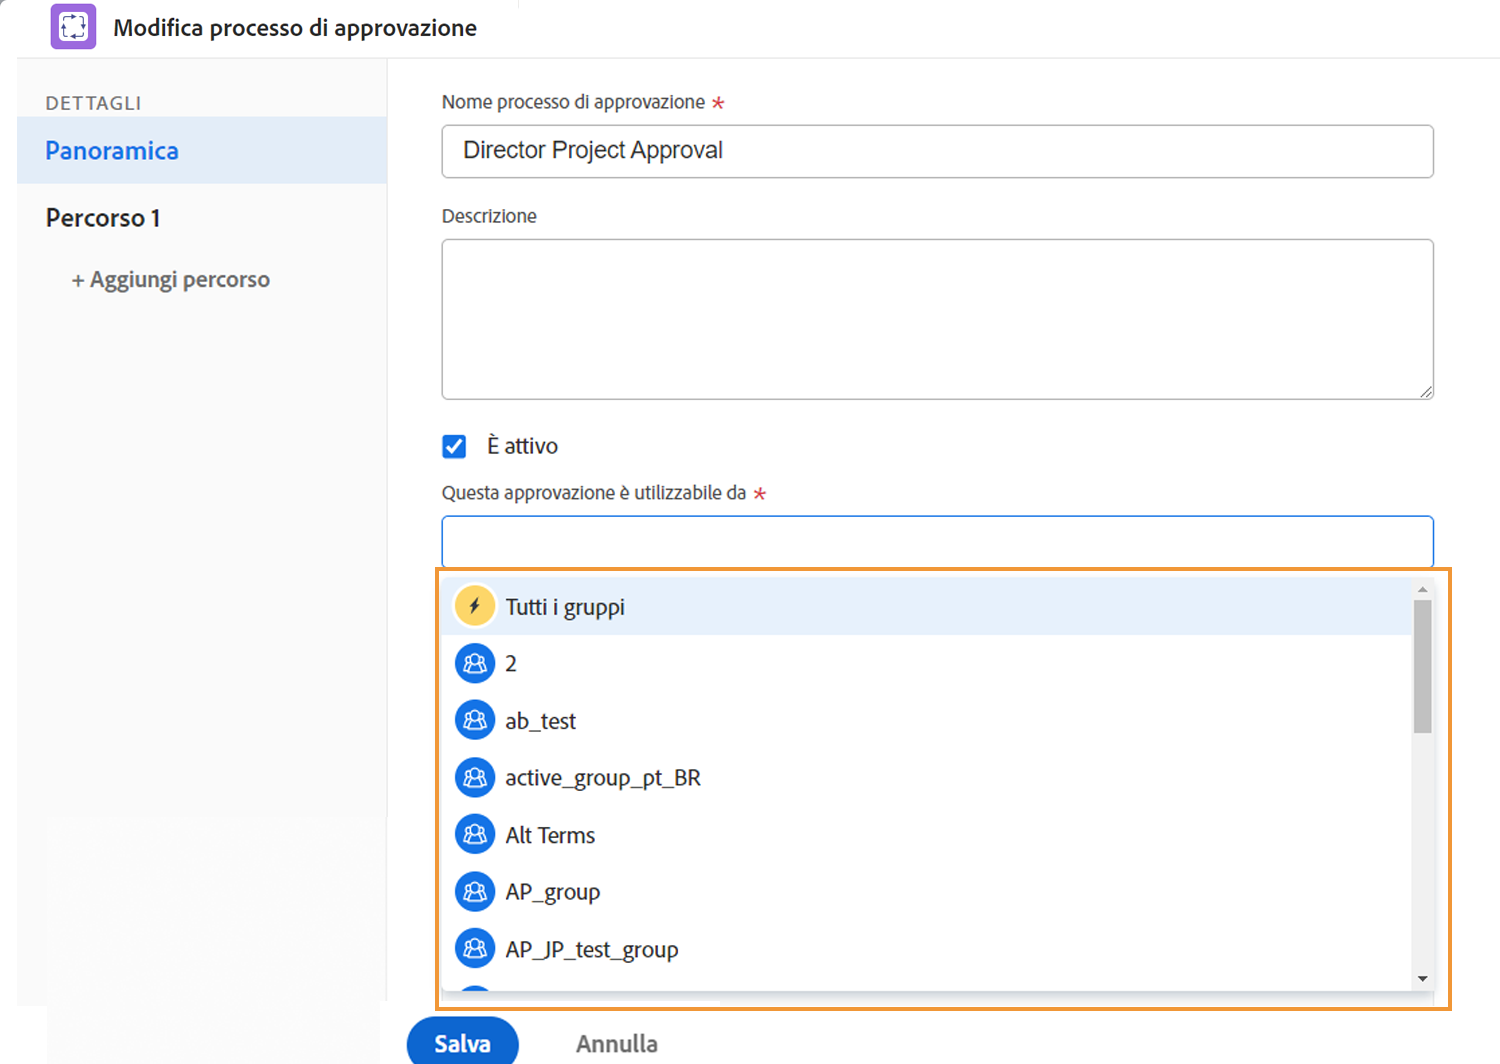 Modifica processo di approvazione
DETTAGLI
Panoramica
Percorso 1
+ Aggiungi percorso
Nome processo di approvazione *
Director Project Approval
Descrizione
È attivo
Questa approvazione è utilizzabile da *
Tutti i gruppi
2
ab_test
active_group_pt_BR
Alt Terms
AP_group
AP_JP_test_group
Salva
Annulla